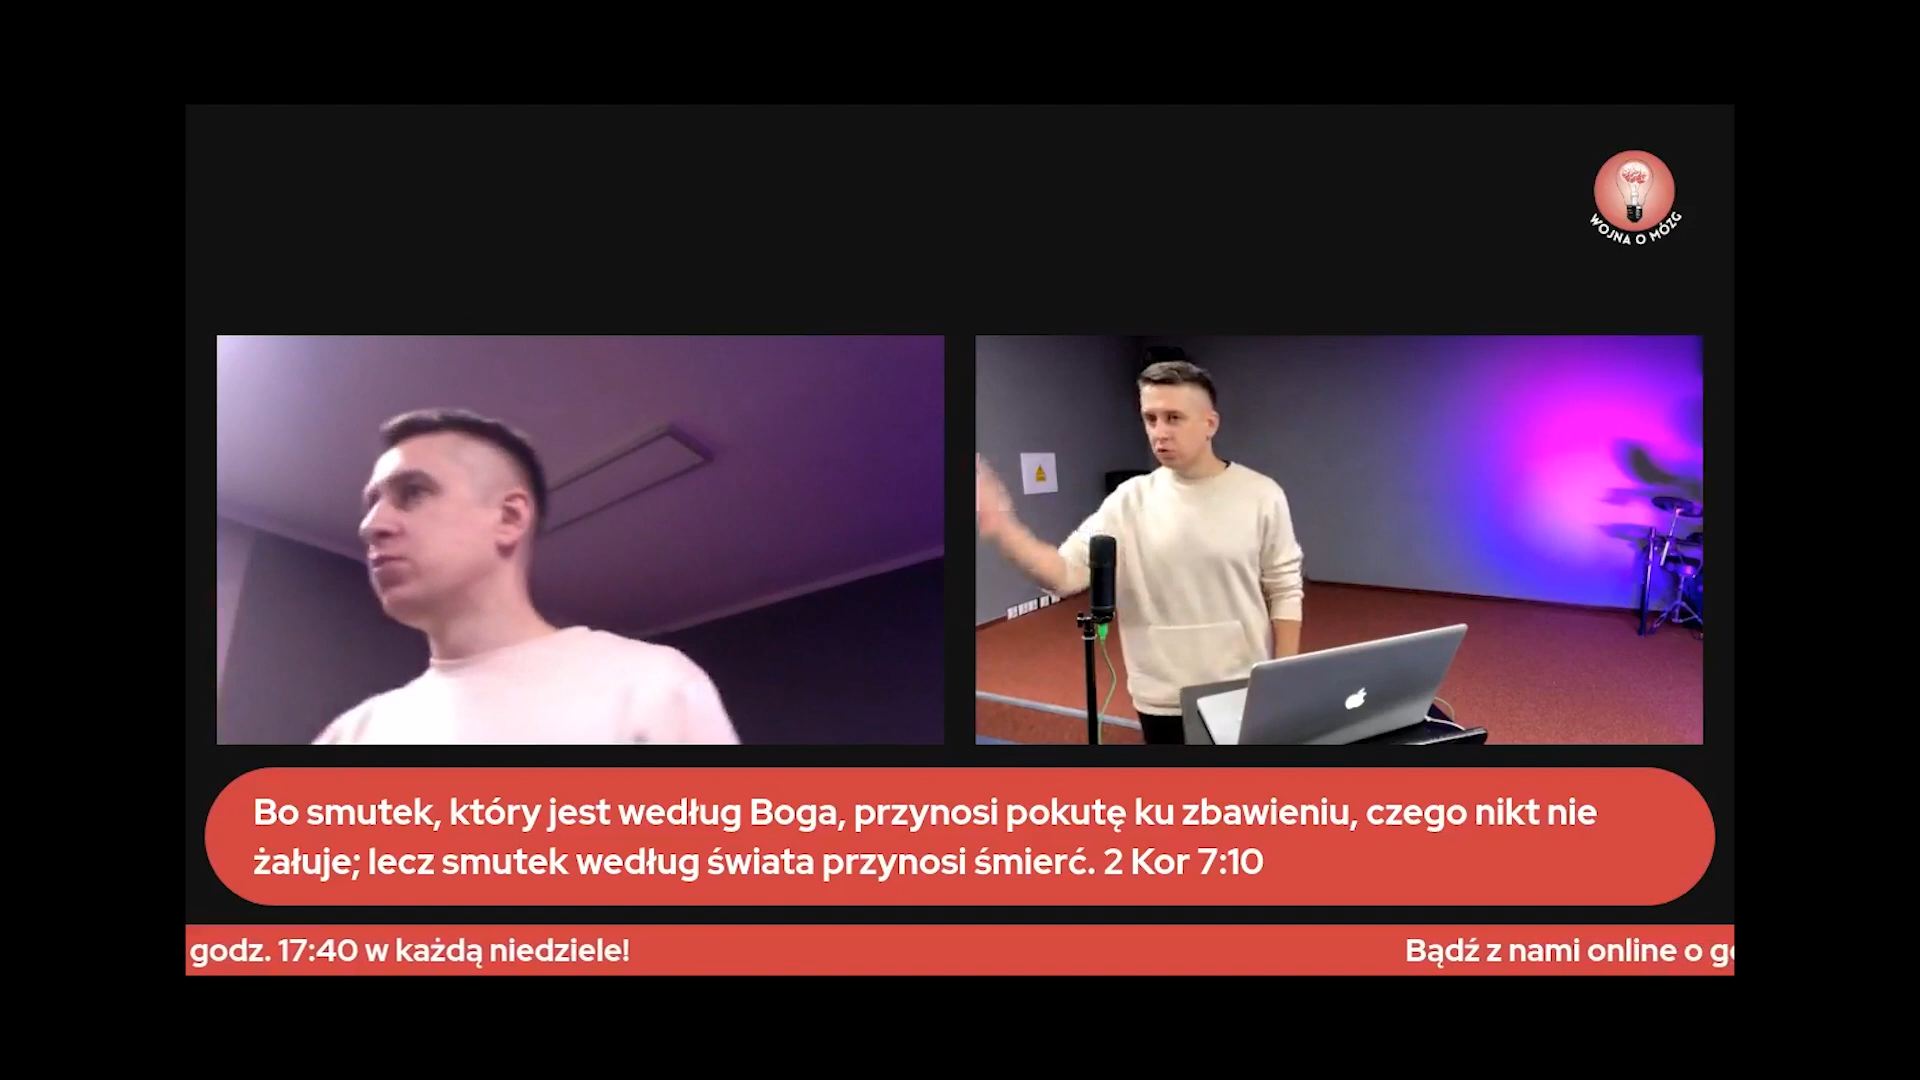 WOJNA O MÓZG
Bo smutek, który jest według Boga, przynosi pokutę ku zbawieniu, czego nikt nie
żałuje; lecz smutek według świata przynosi śmierć. 2 Kor 7:10
godz. 17:40 w każdą niedziele!
Bądź z nami online o